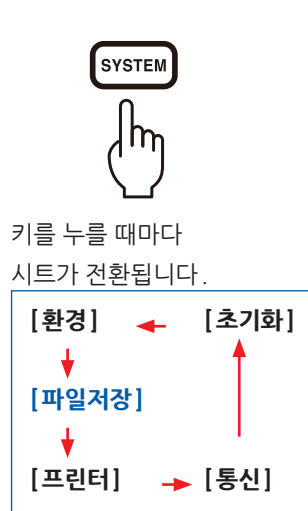 SYSTEM
키를 누를 때마다
시트가 전환됩니다.
[환경] [초기화]
[파일저장]
[프린터] [통신]